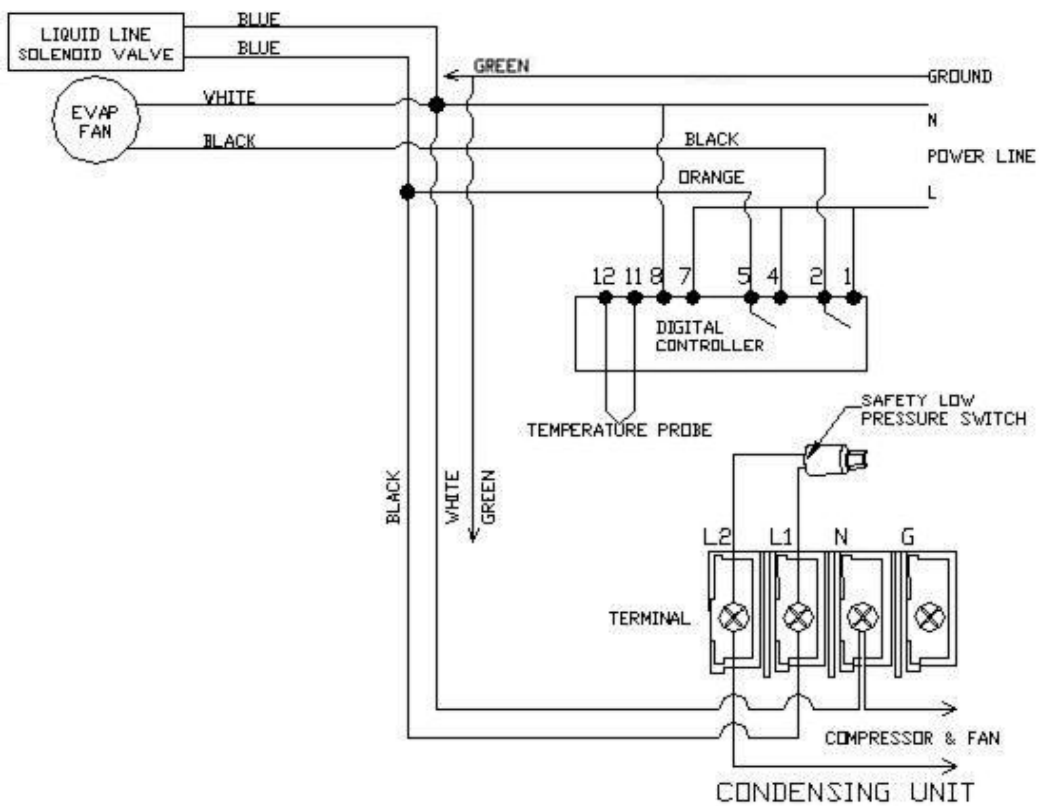 LIQUID LINE
SOLENOID VALVE
BLUE
BLUE
EVAP
FAN
WHITE
BLACK
GREEN
GROUND
N
BLACK
POWER LINE
ORANGE
L
12 11 8 7 5 4 2 1
DIGITAL
CONTROLLER
TEMPERATURE PROBE
SAFETY LOW
PRESSURE SWITCH
BLACK
WHITE
GREEN
L2 L1 N G
TERMINAL
COMPRESSOR & FAN
CONDENSING UNIT